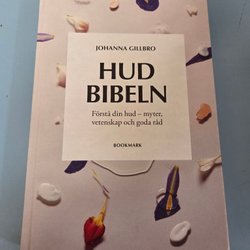 JOHANNA GILLBRO
HUD
BIBELN
Förstå din hud – myter,
vetenskap och goda råd
BOOKMARK